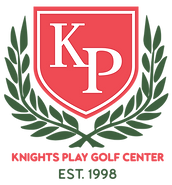 KP
KNIGHTS PLAY GOLF CENTER
EST. 1998